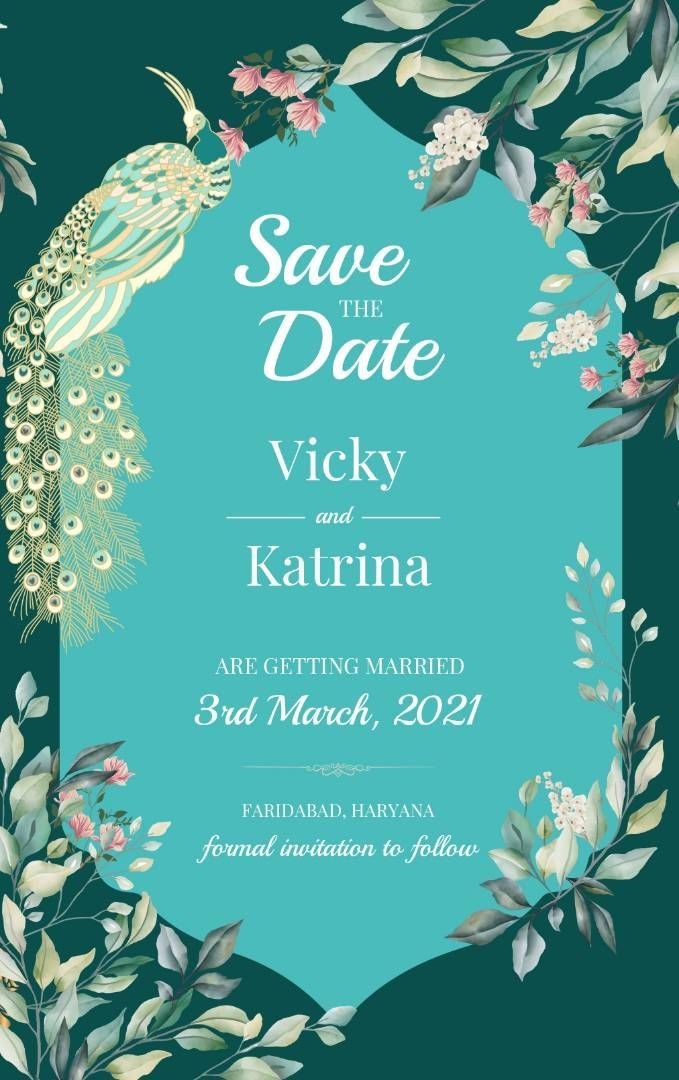 Save
THE
Date
Vicky
and
Katrina
ARE GETTING MARRIED
3rd March, 2021
FARIDABAD, HARYANA
formal invitation to follow